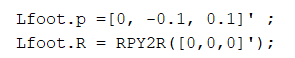 Lfoot.p =[0, -0.1, 0.1]' ;
Lfoot.R = RPY2R([0,0,0]');